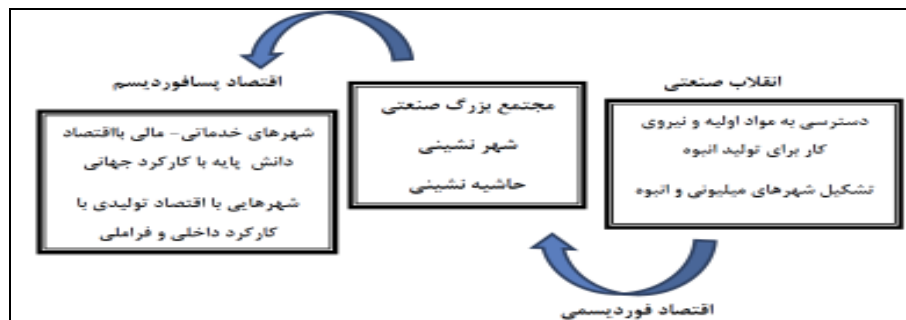 انقلاب صنعتی
دسترسی به مواد اولیه و نیروی
کار برای تولید انبوه
تشکیل شهرهای میلیونی و انبوه
اقتصاد فوردیسمی
مجتمع بزرگ صنعتی
شهر نشینی
حاشیه نشینی
اقتصاد پسافوردیسم
شهرهای خدماتی- مالی بااقتصاد
دانش پایه با کارکرد جهانی
شهرهایی با اقتصاد تولیدی با
کارکرد داخلی و فراملی